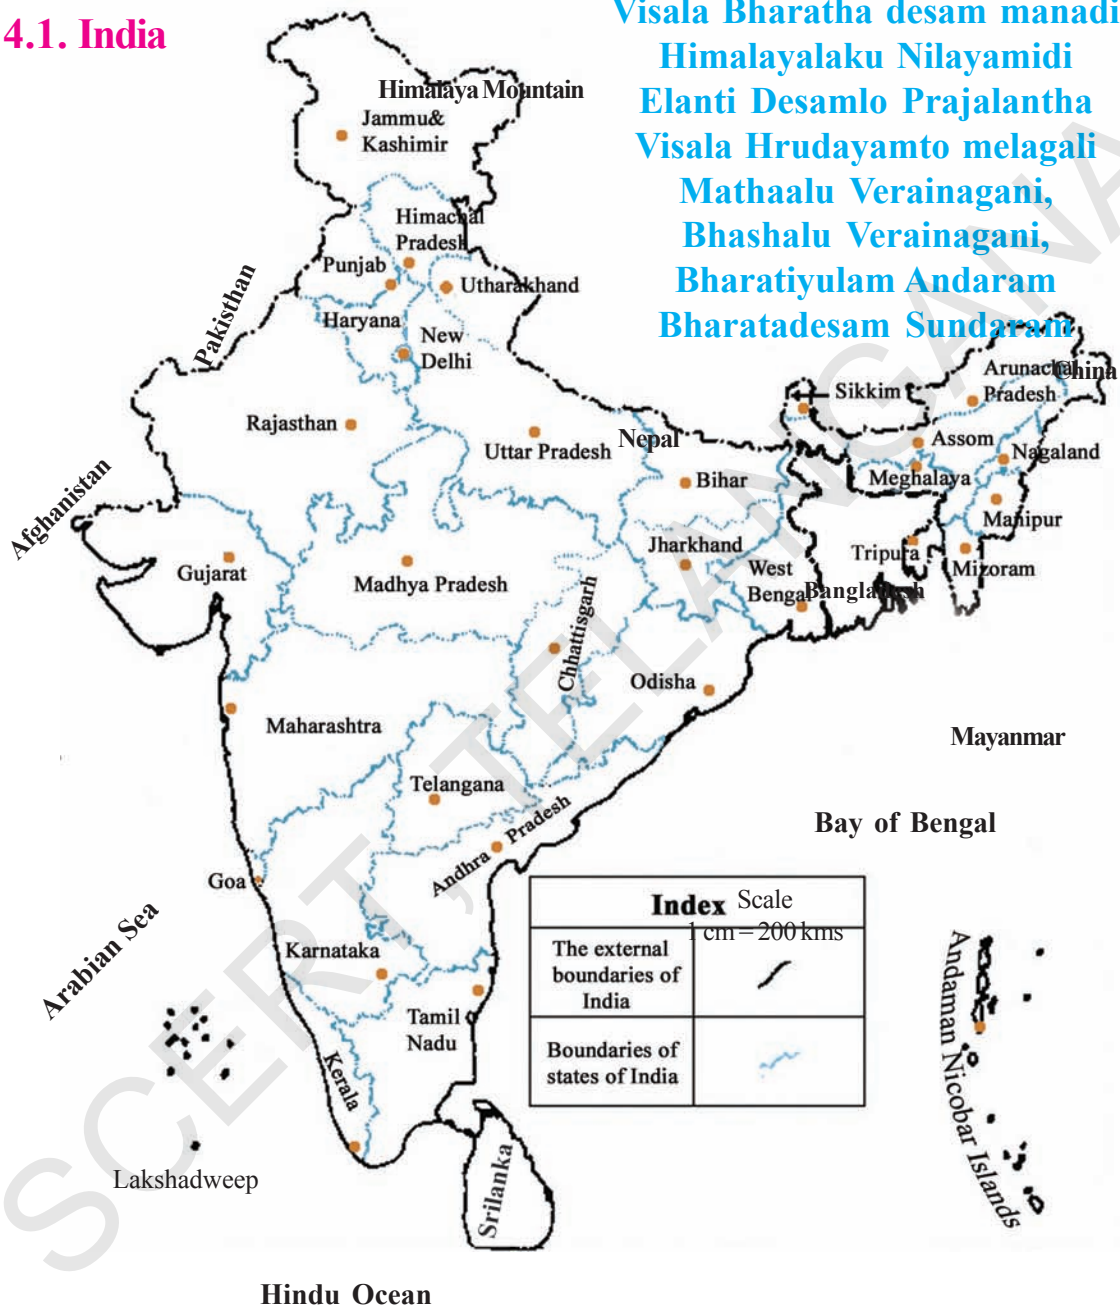 4.1. India
Visala Bharatha desam manadi
Himalayalaku Nilayamidi
Elanti Desamlo Prajalantha
Visala Hrudayamto melagali
Mathaalu Verainagani,
Bhashalu Verainagani,
Bharatiyulam Andaram
Bharatadesam Sundaram
Himalaya Mountain
Jammu&
Kashimir
Himachal
Pradesh
Punjab
Utharakhand
Haryana
New
Delhi
Pakisthan
Rajasthan
Uttar Pradesh
Nepal
Sikkim
Arunachal
Pradesh
China
Assom
Nagaland
Meghalaya
Manipur
Bihar
Afghanistan
Gujarat
Madhya Pradesh
Jharkhand
West
Bengal
Bangladesh
Tripura
Mizoram
Chhattisgarh
Odisha
Maharashtra
Mayanmar
Telangana
Andhra Pradesh
Bay of Bengal
Goa
Arabian Sea
Karnataka
Tamil
Nadu
Kerala
Index Scale
1 cm = 200 kms
The external
boundaries of
India
Boundaries of
states of India
Andaman Nicobar Islands
Lakshadweep
Srilanka
Hindu Ocean
SCERT, TELANGANA